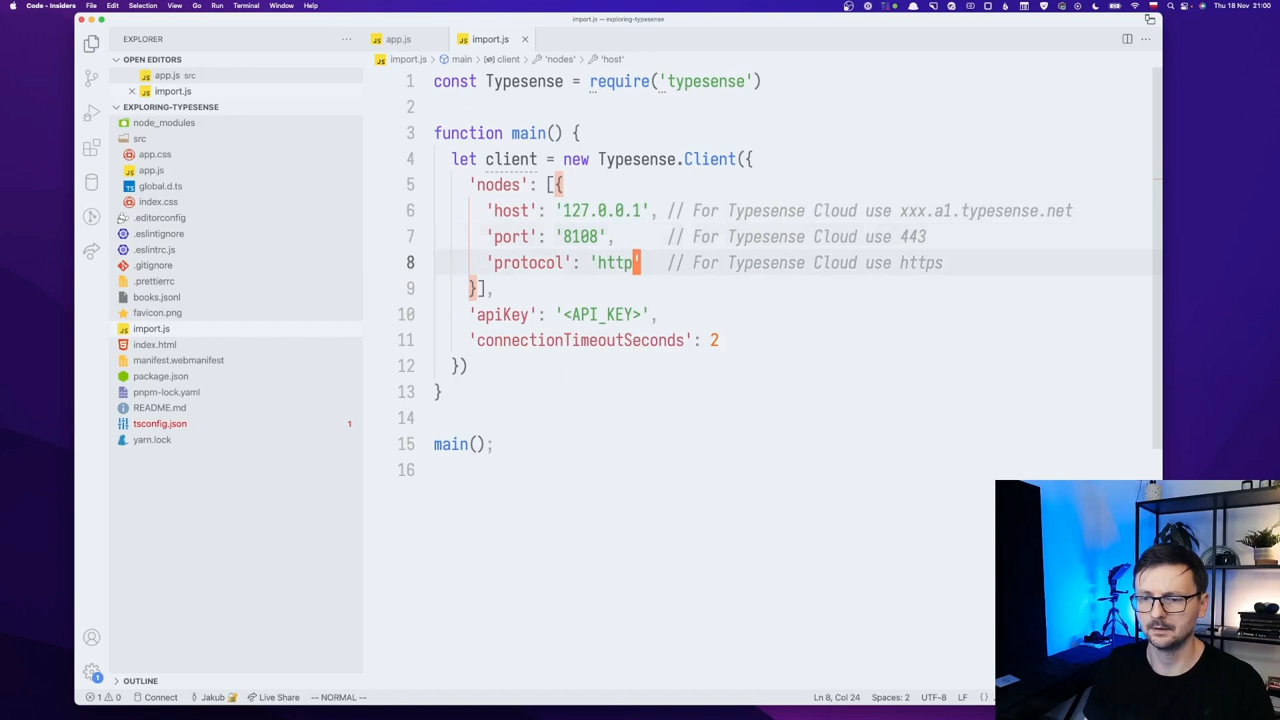 Code - Insiders File Edit Selection View Go Run Terminal Window Help
Thu 18 Nov 21:00
import.js — exploring-typesense
EXPLORER
app.js
import.js
import.js main client 'nodes' 'host'
OPEN EDITORS
app.js src
import.js
EXPLORING-TYPESENSE
node_modules
src
app.css
app.js
global.d.ts
index.css
.editorconfig
.eslintignore
.eslintrc.js
.gitignore
.prettierrc
books.jsonl
favicon.png
import.js
index.html
manifest.webmanifest
package.json
pnpm-lock.yaml
README.md
tsconfig.json 1
yarn.lock
OUTLINE
1 const Typesense = require('typesense')
2
3 function main() {
4 let client = new Typesense.Client({
5 'nodes': [{
6 'host': '127.0.0.1', // For Typesense Cloud use xxx.a1.typesense.net
7 'port': '8108', // For Typesense Cloud use 443
8 'protocol': 'http' // For Typesense Cloud use https
9 }],
10 'apiKey': '<API_KEY>',
11 'connectionTimeoutSeconds': 2
12 })
13 }
14
15 main();
16
1
1 0 Connect Jakub Live Share -- NORMAL --
Ln 8, Col 24 Spaces: 2 UTF-8 LF { }